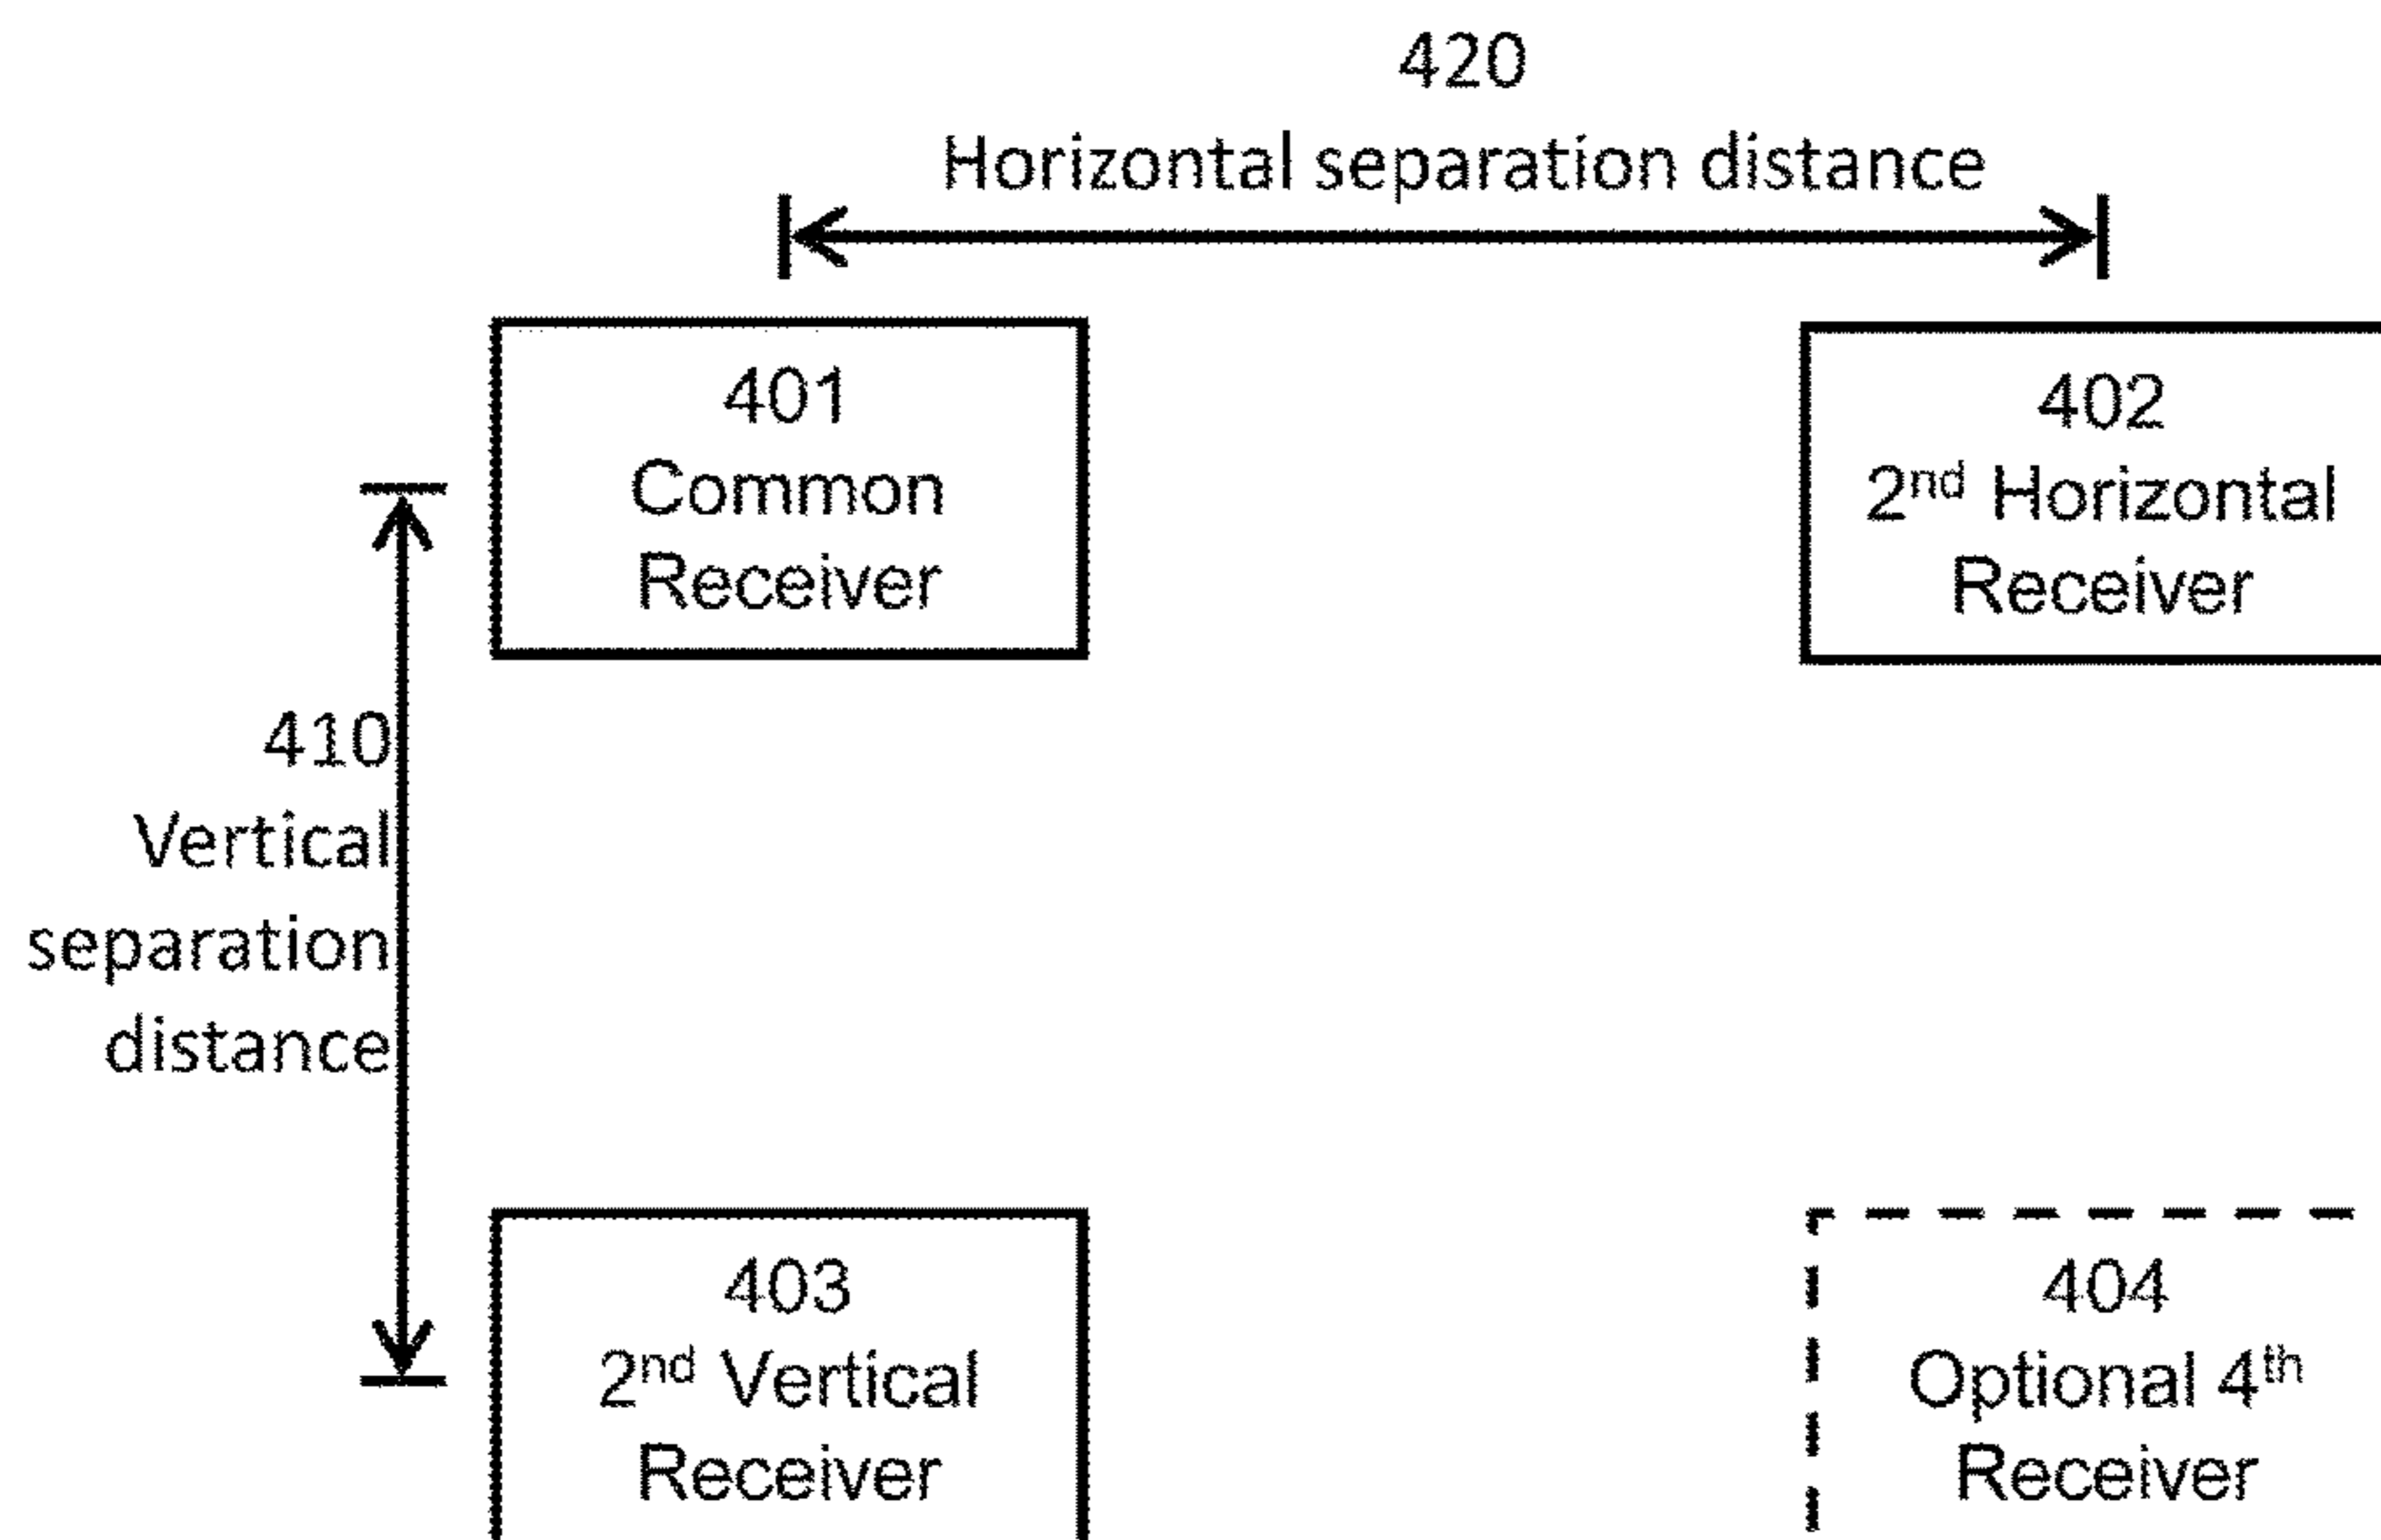 420
Horizontal separation distance
401
Common
Receiver
402
2nd Horizontal
Receiver
410
Vertical
separation
distance
403
2nd Vertical
Receiver
404
Optional 4th
Receiver